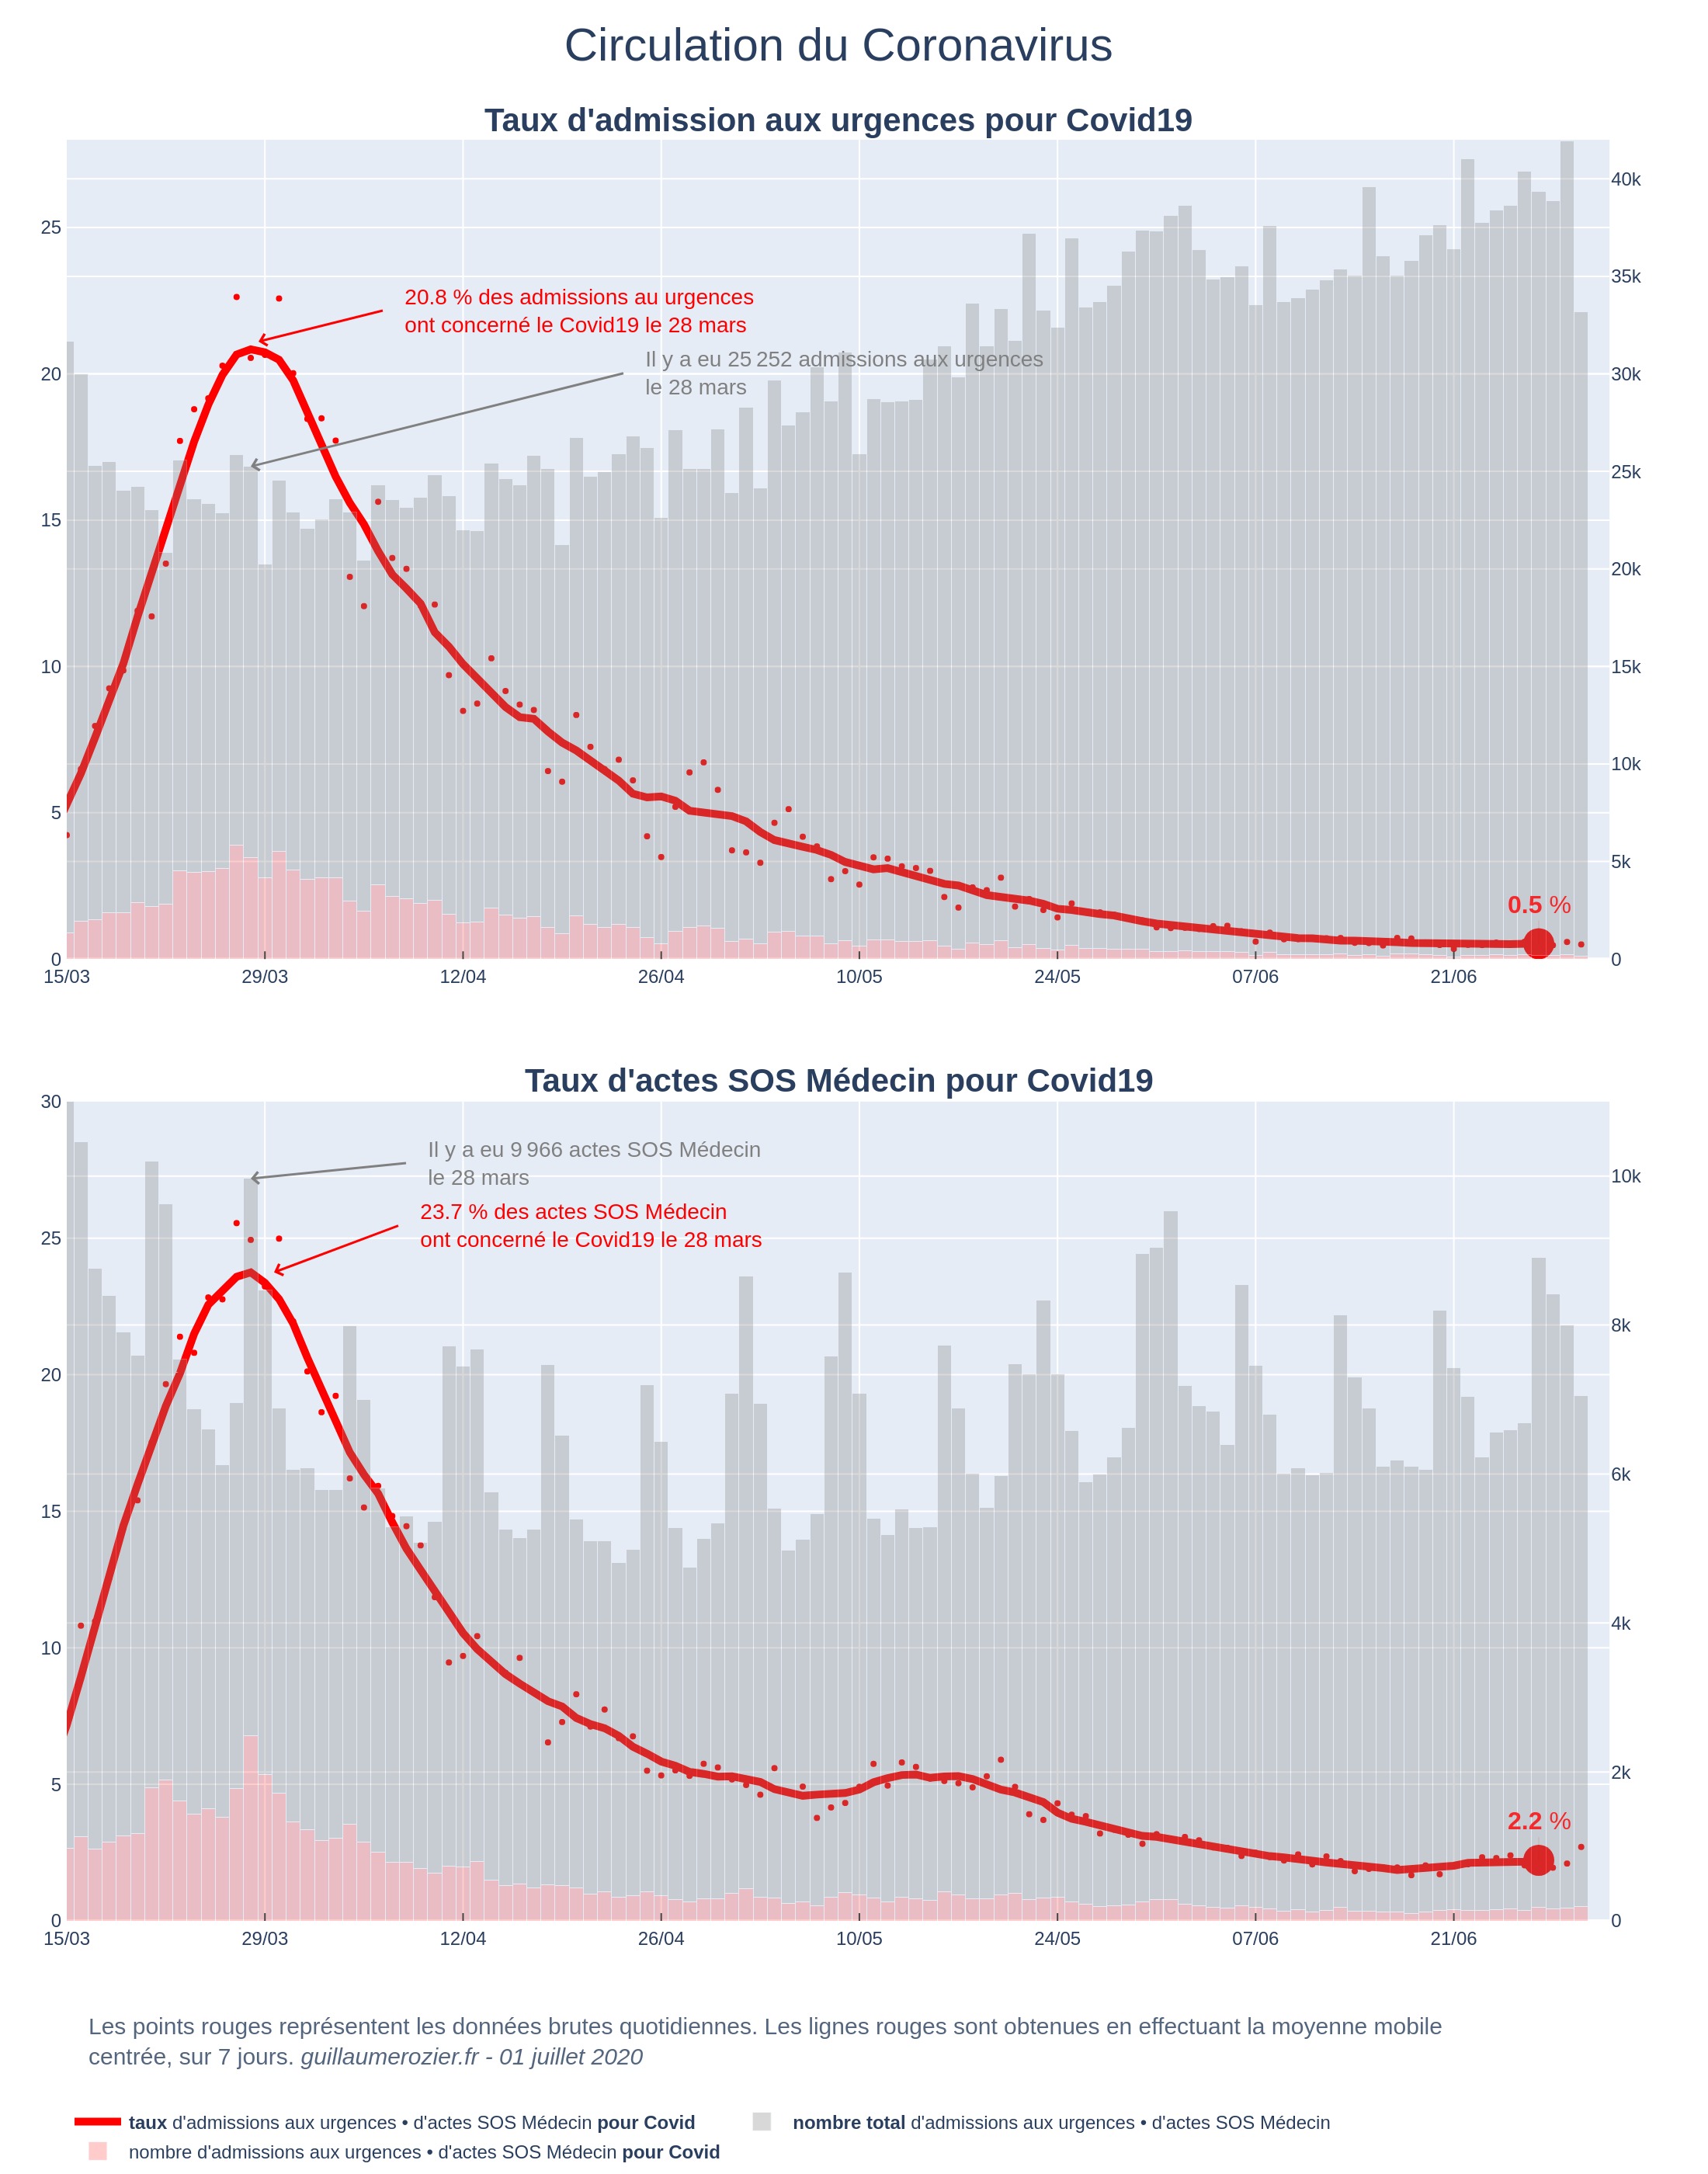 Circulation du Coronavirus
Taux d'admission aux urgences pour Covid19
40k
25
35k
20.8 % des admissions au urgences
ont concerné le Covid19 le 28 mars
Il y a eu 25 252 admissions aux urgences
le 28 mars
20
30k
25k
15
20k
10
15k
10k
5
5k
0.5 %
0
0
15/03
29/03
12/04
26/04
10/05
24/05
07/06
21/06
Taux d'actes SOS Médecin pour Covid19
30
Il y a eu 9 966 actes SOS Médecin
le 28 mars
10k
23.7 % des actes SOS Médecin
ont concerné le Covid19 le 28 mars
25
8k
20
6k
15
10
4k
5
2k
2.2 %
0
0
15/03
29/03
12/04
26/04
10/05
24/05
07/06
21/06
Les points rouges représentent les données brutes quotidiennes. Les lignes rouges sont obtenues en effectuant la moyenne mobile
centrée, sur 7 jours. guillaumerozier.fr - 01 juillet 2020
taux d'admissions aux urgences • d'actes SOS Médecin pour Covid
nombre total d'admissions aux urgences • d'actes SOS Médecin
nombre d'admissions aux urgences • d'actes SOS Médecin pour Covid